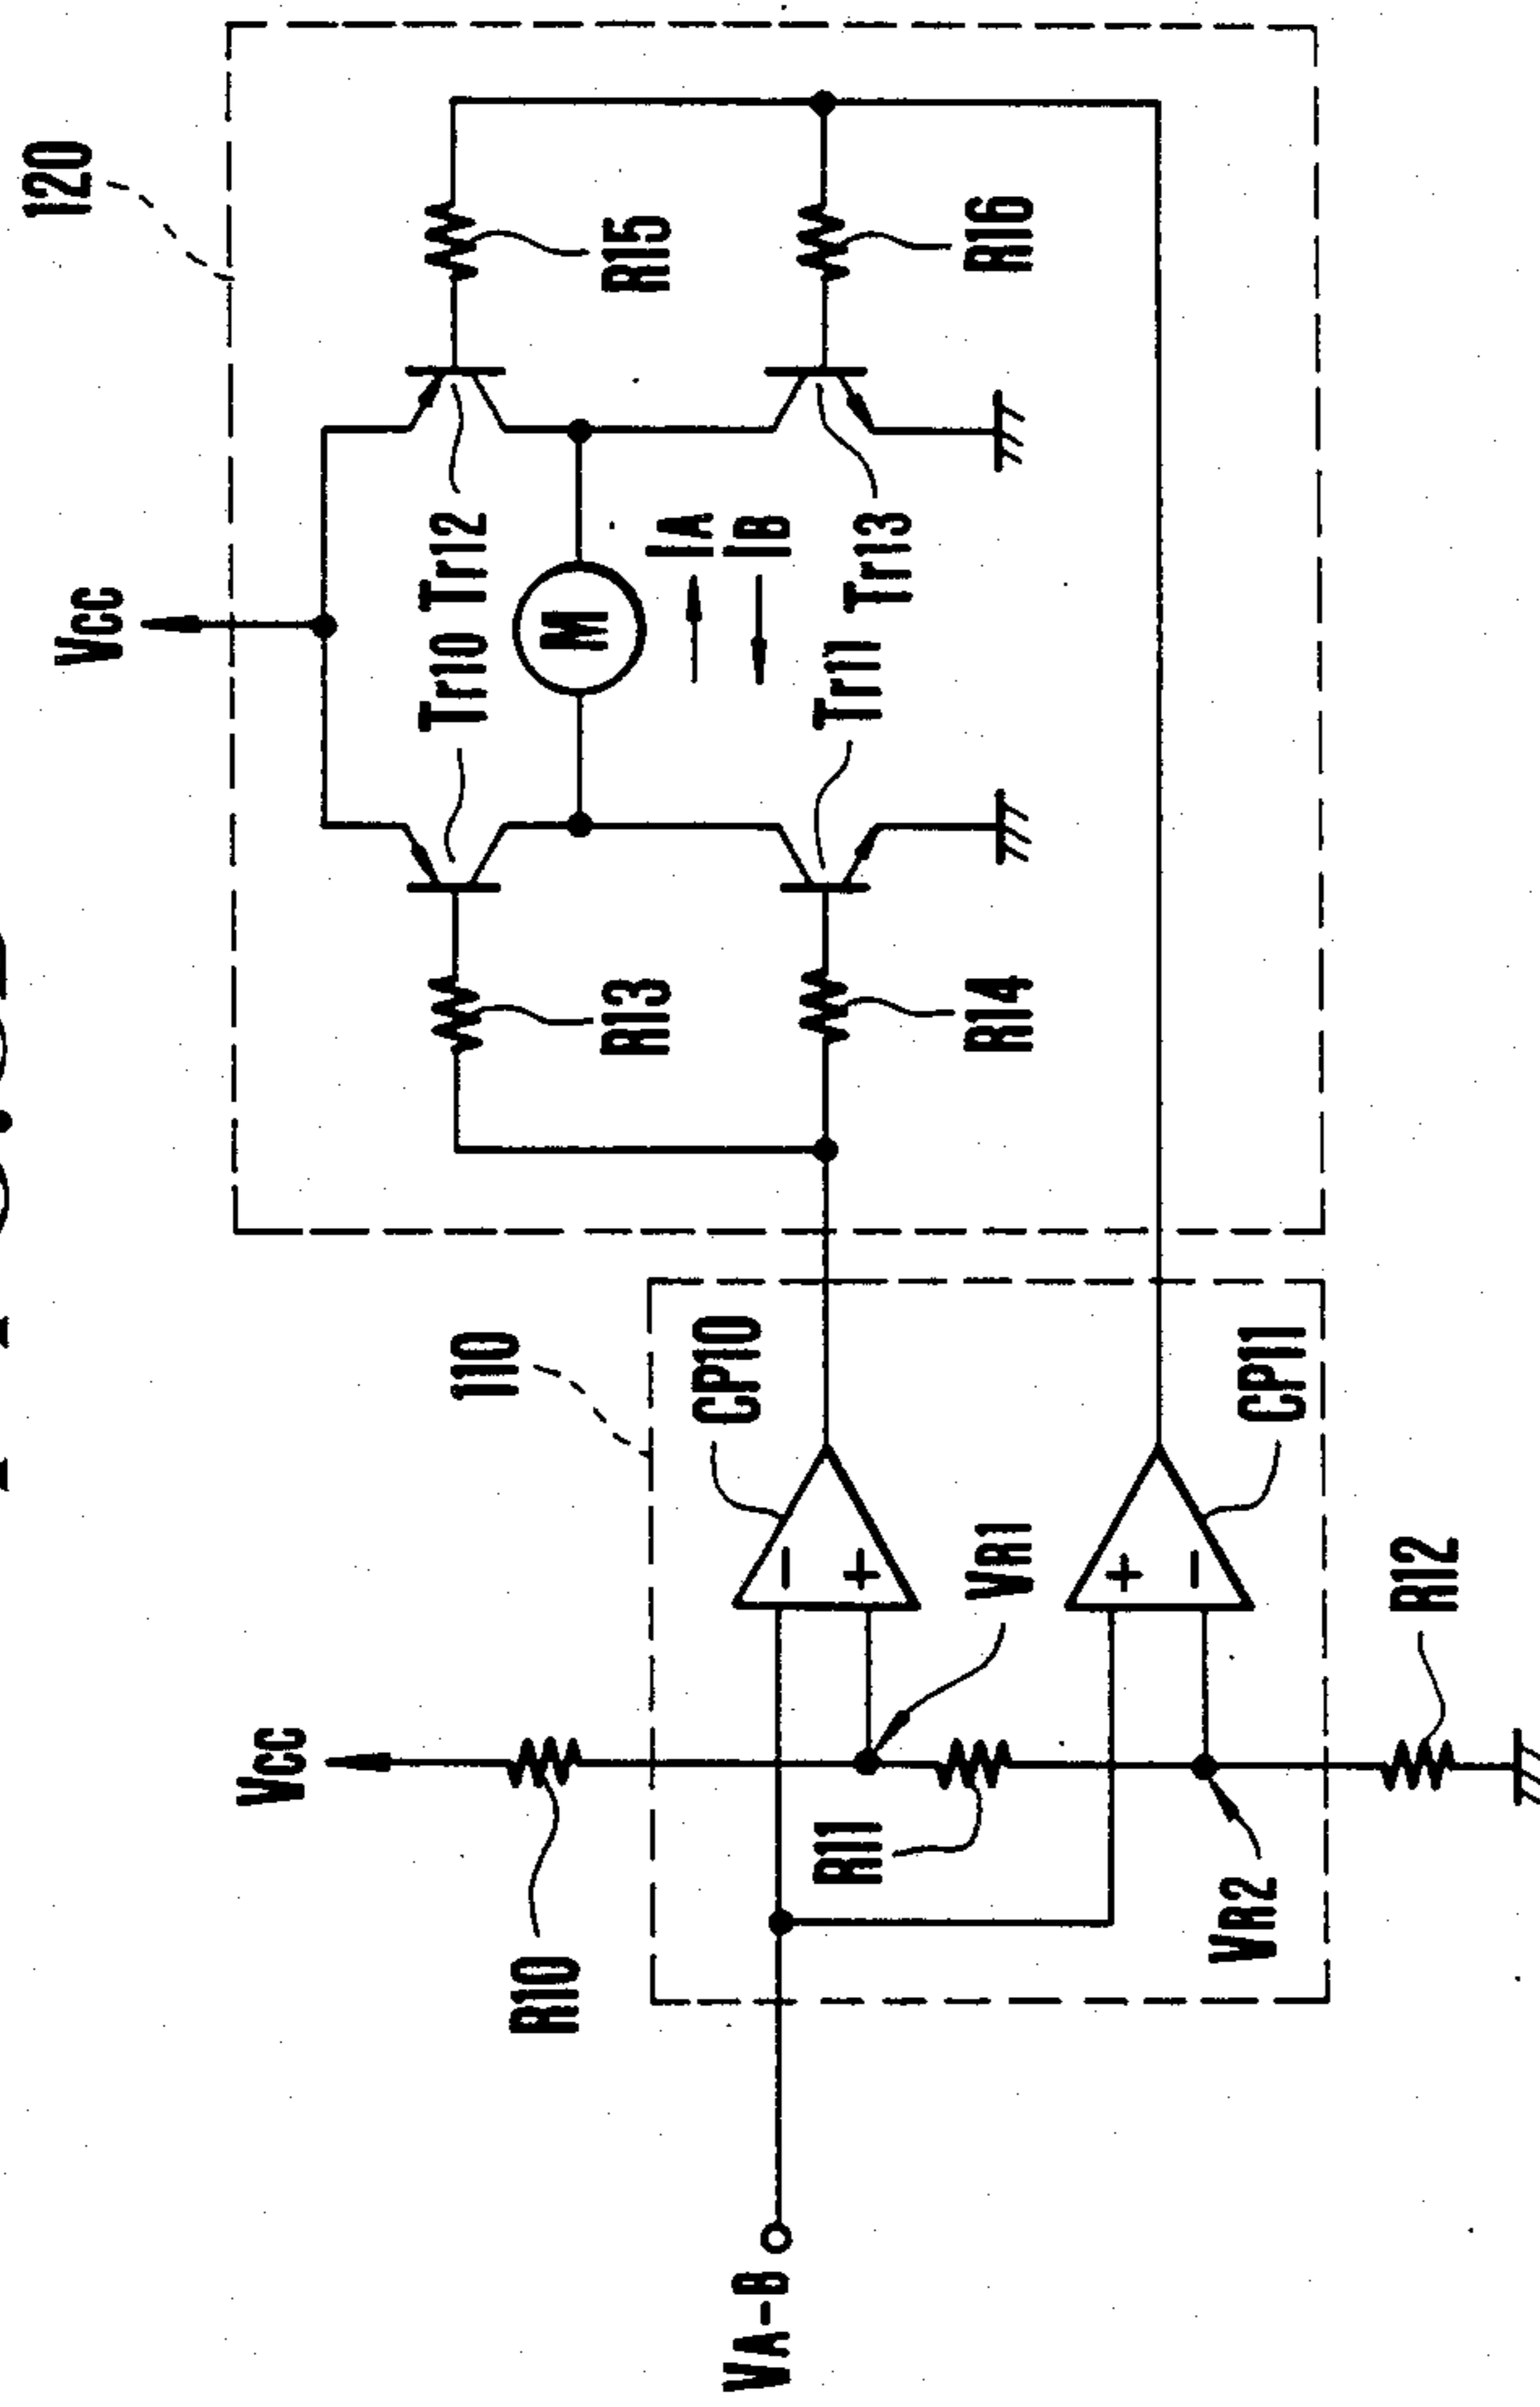 120
Vcc
R15
R16
Tr10 Tr12
M
IA
IB
Tr11
Tr13
R13
R14
110
CP10
CP11
Vcc
VR1
R12
R10
R11
VR2
VA-B